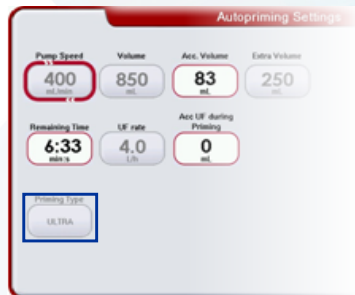 Autopriming Settings
Pump Speed Volume Acc. Volume Extra Volume
400 850 83 250
mL/min mL mL mL
Remaining Time UF rate Acc UF during Priming
6:33 4.0 0
min:s L/h mL
Priming Type
ULTRA